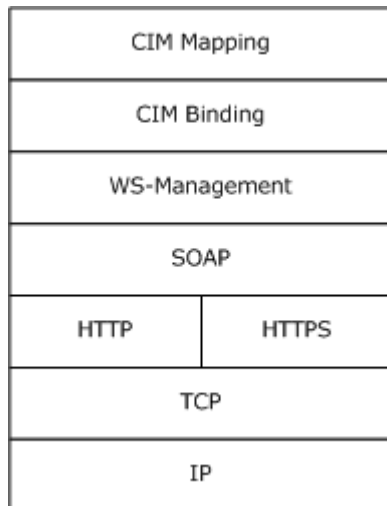 CIM Mapping
CIM Binding
WS-Management
SOAP
HTTP
HTTPS
TCP
IP